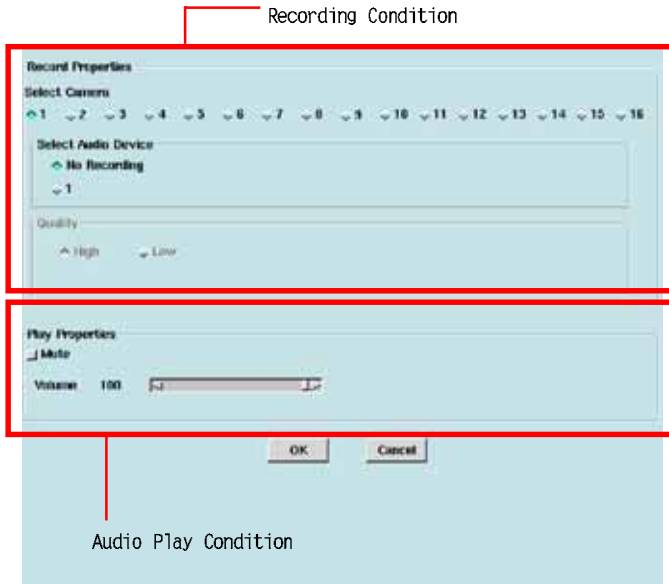 Recording Condition
Record Properties
Select Camera
1 2 3 4 5 6 7 8 9 10 11 12 13 14 15 16
Select Audio Device
No Recording
1
Quality
High Low
Play Properties
Mute
Volume 100
OK Cancel
Audio Play Condition